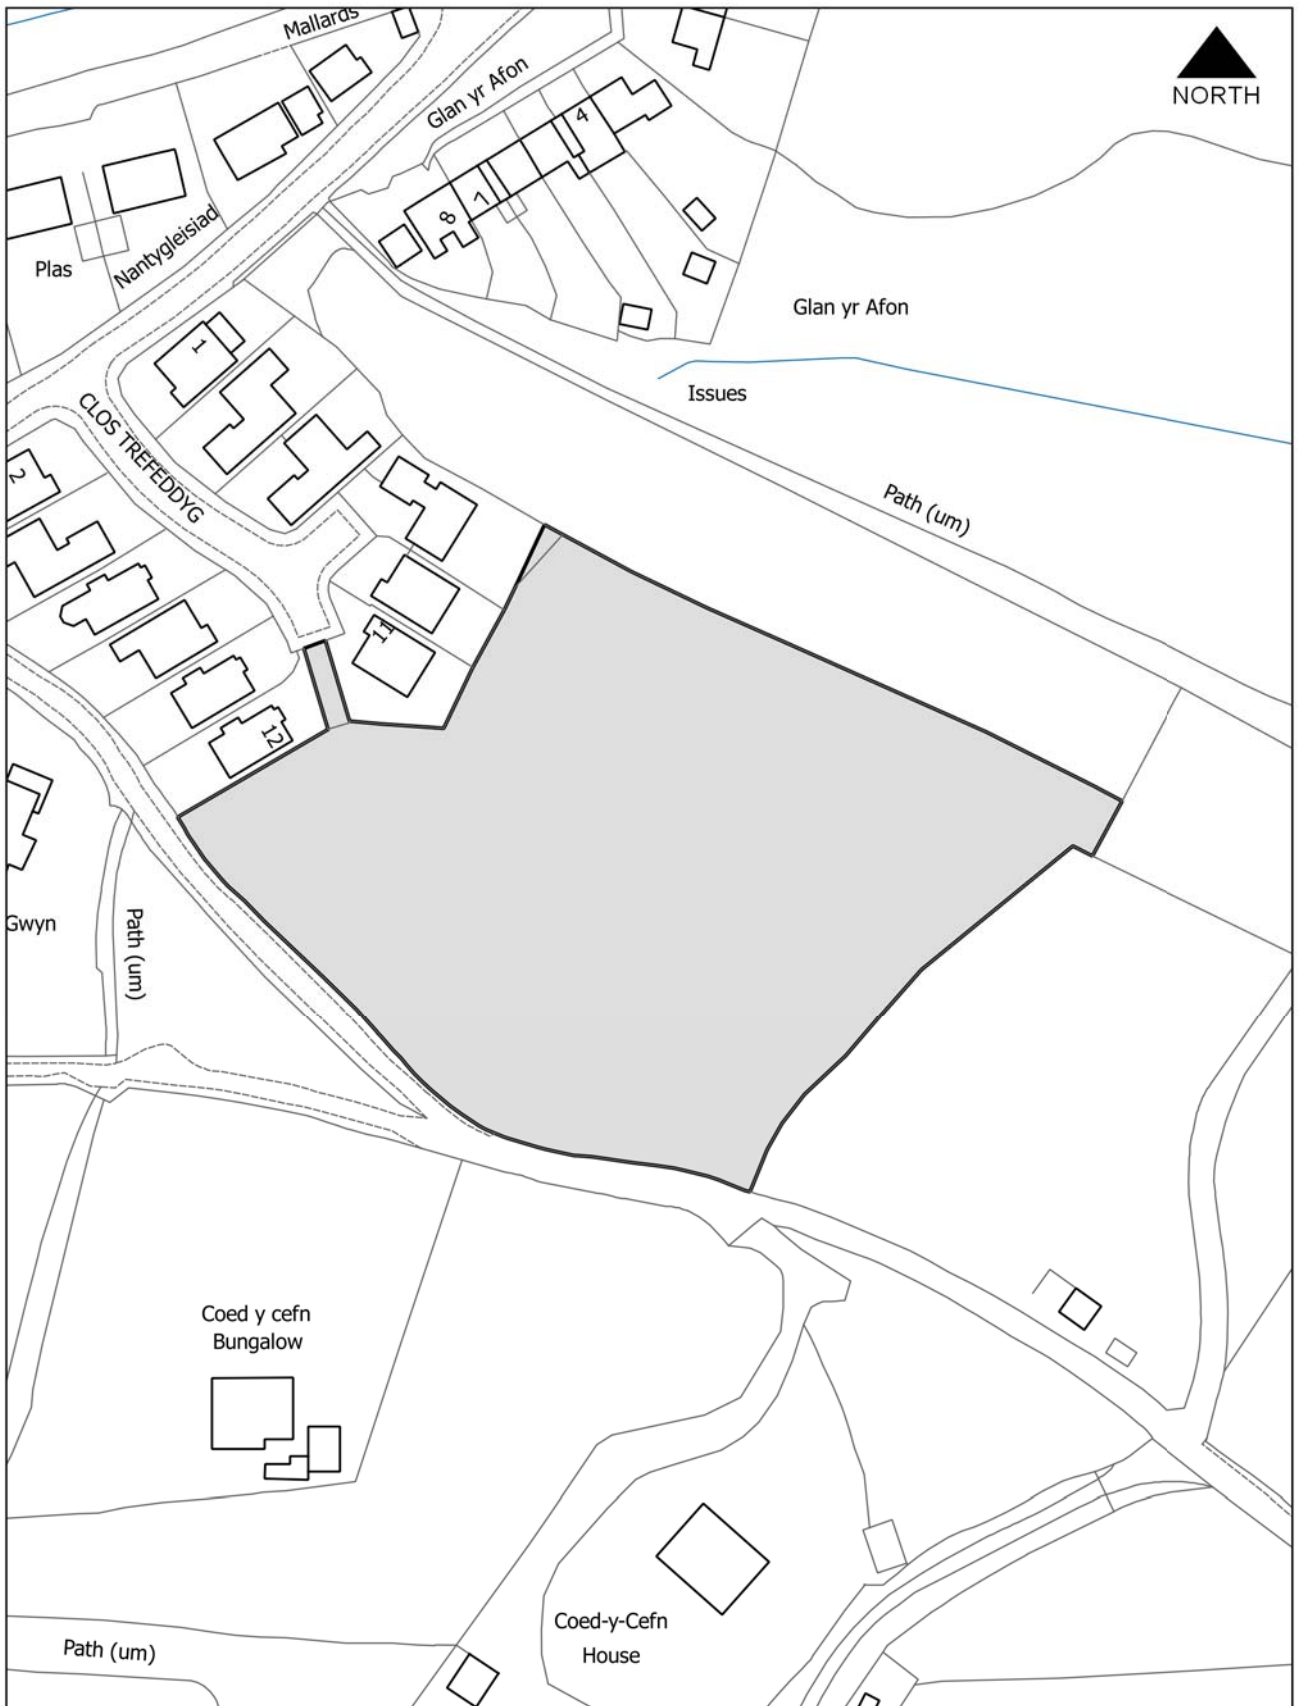 Mallards
NORTH
Glan yr Afon
4
7
8
Nantygleisiad
Plas
Glan yr Afon
1
Issues
CLOS TREFEDDYG
2
Path (um)
11
12
Gwyn
Path (um)
Coed y cefn
Bungalow
Coed-y-Cefn
House
Path (um)